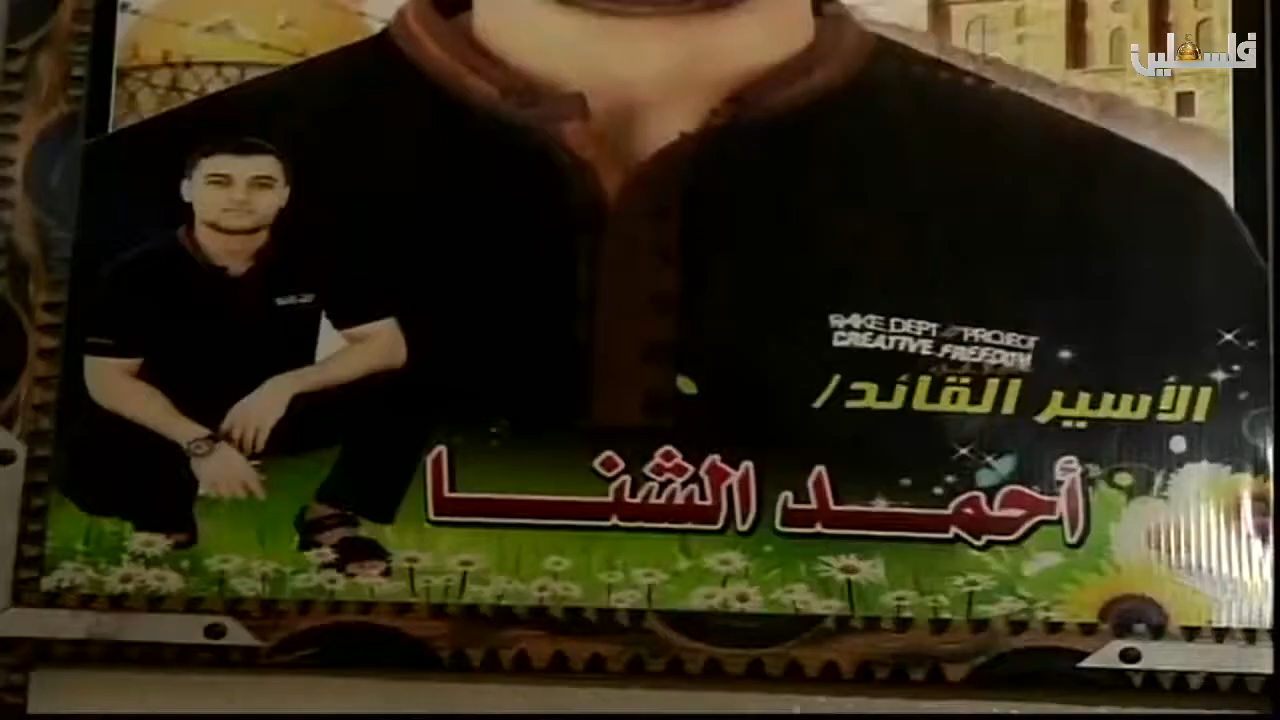 فلسطين
RAKE DEPT // PROJECT
CREATIVE FREEDOM
الأسير القائد/
أحمد الشنا